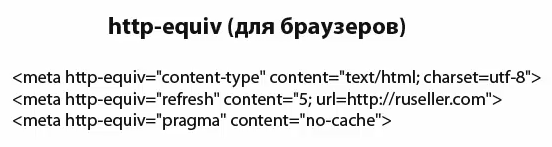 http-equiv (для браузеров)
<meta http-equiv="content-type" content="text/html; charset=utf-8">
<meta http-equiv="refresh" content="5; url=http://ruseller.com">
<meta http-equiv="pragma" content="no-cache">